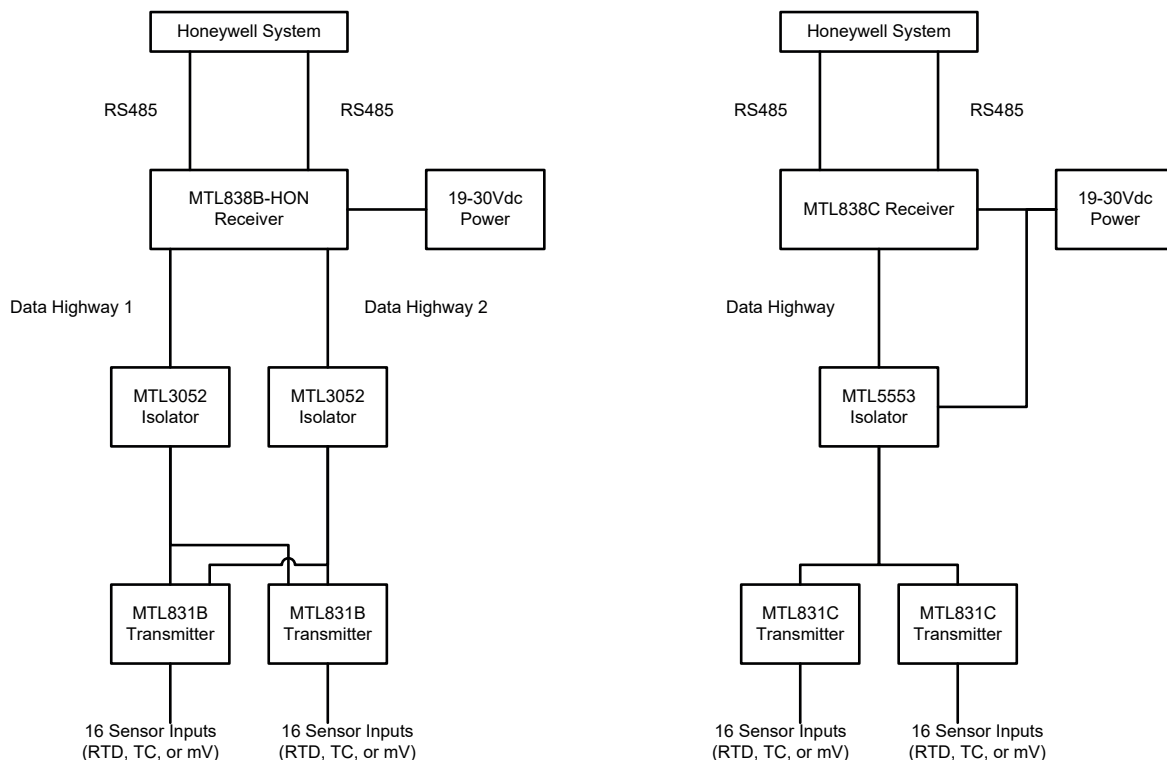 Honeywell System
RS485
RS485
MTL838B-HON
Receiver
19-30Vdc
Power
Data Highway 1
Data Highway 2
MTL3052
Isolator
MTL3052
Isolator
MTL831B
Transmitter
MTL831B
Transmitter
16 Sensor Inputs
(RTD, TC, or mV)
16 Sensor Inputs
(RTD, TC, or mV)
Honeywell System
RS485
RS485
MTL838C Receiver
19-30Vdc
Power
Data Highway
MTL5553
Isolator
MTL831C
Transmitter
MTL831C
Transmitter
16 Sensor Inputs
(RTD, TC, or mV)
16 Sensor Inputs
(RTD, TC, or mV)